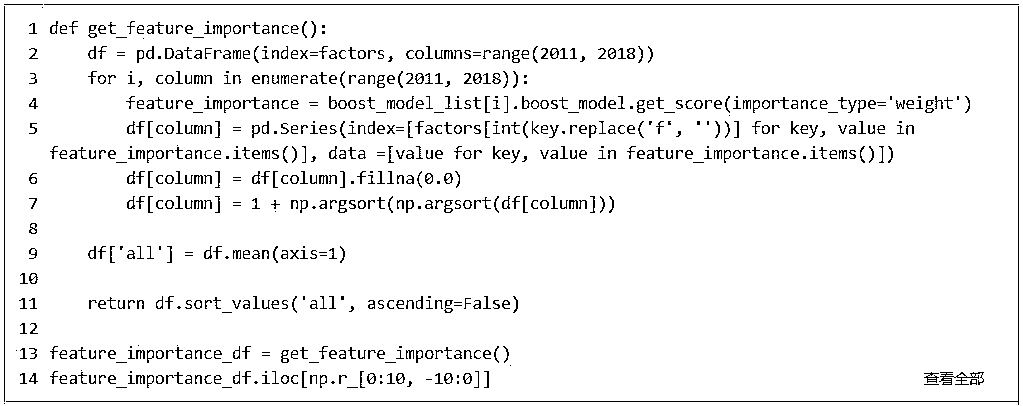 1 def get_feature_importance():
2     df = pd.DataFrame(index=factors, columns=range(2011, 2018))
3     for i, column in enumerate(range(2011, 2018)):
4         feature_importance = boost_model_list[i].boost_model.get_score(importance_type='weight')
5         df[column] = pd.Series(index=[factors[int(key.replace('f', ''))] for key, value in
feature_importance.items()], data =[value for key, value in feature_importance.items()])
6         df[column] = df[column].fillna(0.0)
7         df[column] = 1 + np.argsort(np.argsort(df[column]))
8
9     df['all'] = df.mean(axis=1)
10
11     return df.sort_values('all', ascending=False)
12
13 feature_importance_df = get_feature_importance()
14 feature_importance_df.iloc[np.r_[0:10, -10:0]]
查看全部